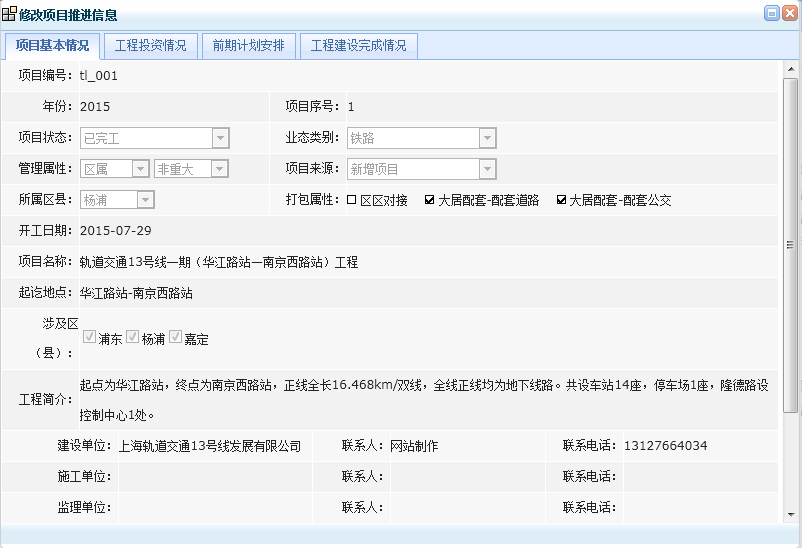 修改项目推进信息
项目基本情况 工程投资情况 前期计划安排 工程建设完成情况
项目编号: tl_001
年份: 2015 项目序号: 1
项目状态: 已完工 业态类别: 铁路
管理属性: 区属 非重大 项目来源: 新增项目
所属区县: 杨浦 打包属性: 区区对接 大居配套-配套道路 大居配套-配套公交
开工日期: 2015-07-29
项目名称: 轨道交通13号线一期（华江路站—南京西路站）工程
起讫地点: 华江路站-南京西路站
涉及区
（县）: 浦东 杨浦 嘉定
工程简介: 起点为华江路站，终点为南京西路站，正线全长16.468km/双线，全线正线均为地下线路。共设车站14座，停车场1座，隆德路设
控制中心1处。
建设单位: 上海轨道交通13号线发展有限公司 联系人: 网站制作 联系电话: 13127664034
施工单位: 联系人: 联系电话:
监理单位: 联系人: 联系电话: